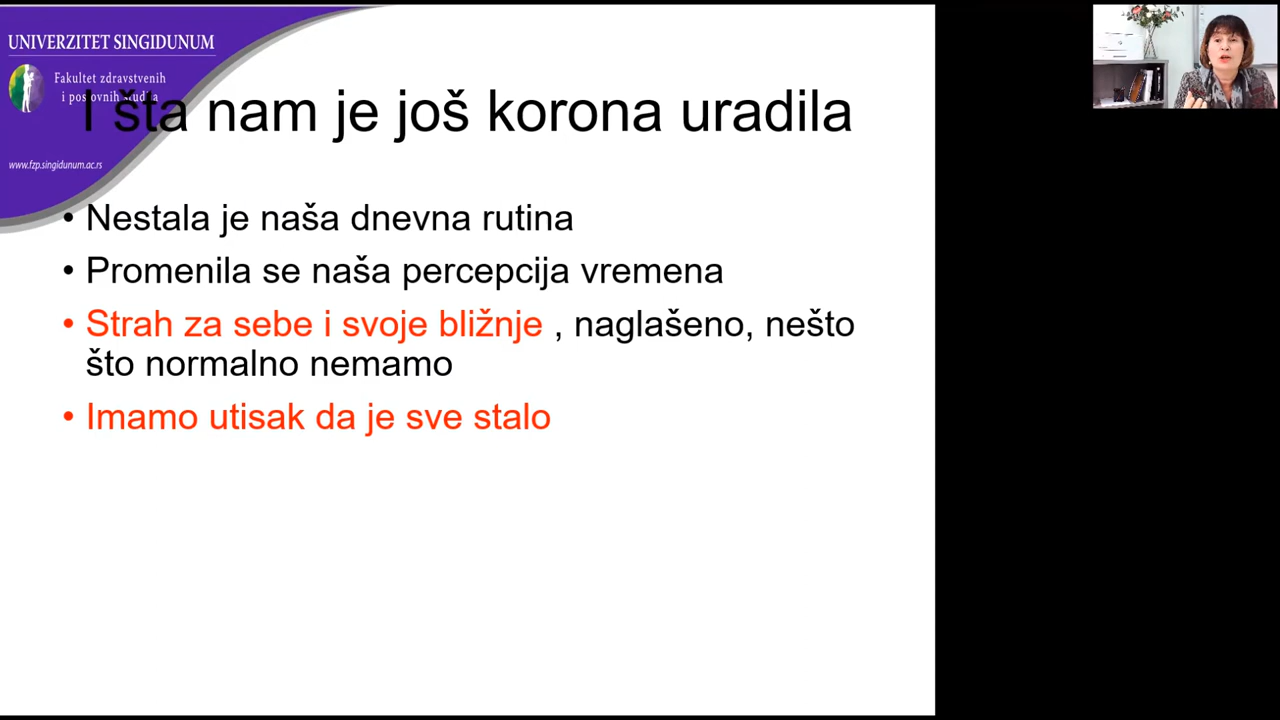 UNIVERZITET SINGIDUNUM
Fakultet zdravstvenih
i poslovnih studia
I šta nam je još korona uradila
www.fzp.singidunum.ac.rs
• Nestala je naša dnevna rutina
• Promenila se naša percepcija vremena
• Strah za sebe i svoje bližnje , naglašeno, nešto
što normalno nemamo
• Imamo utisak da je sve stalo